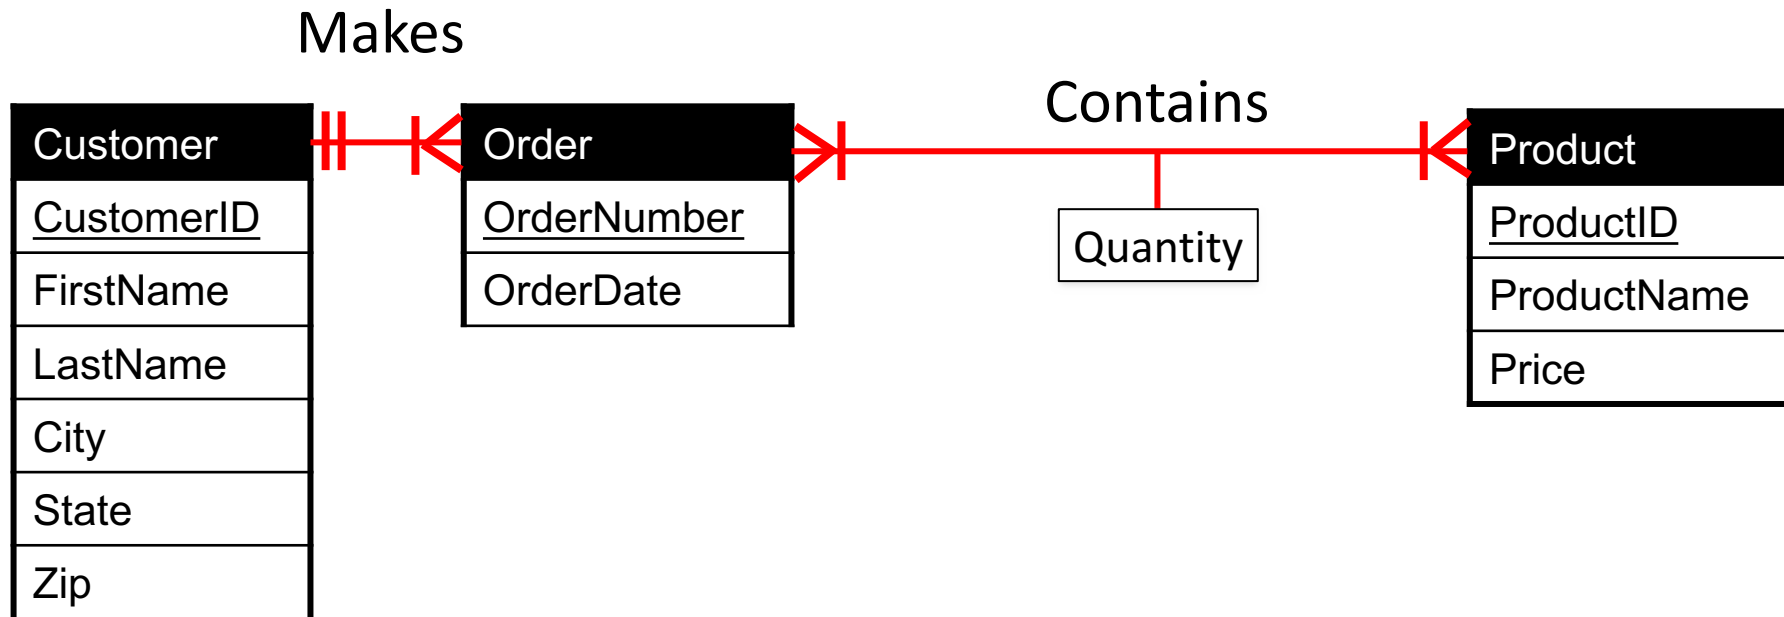 Makes
Contains
Customer
CustomerID
FirstName
LastName
City
State
Zip
Order
OrderNumber
OrderDate
Quantity
Product
ProductID
ProductName
Price